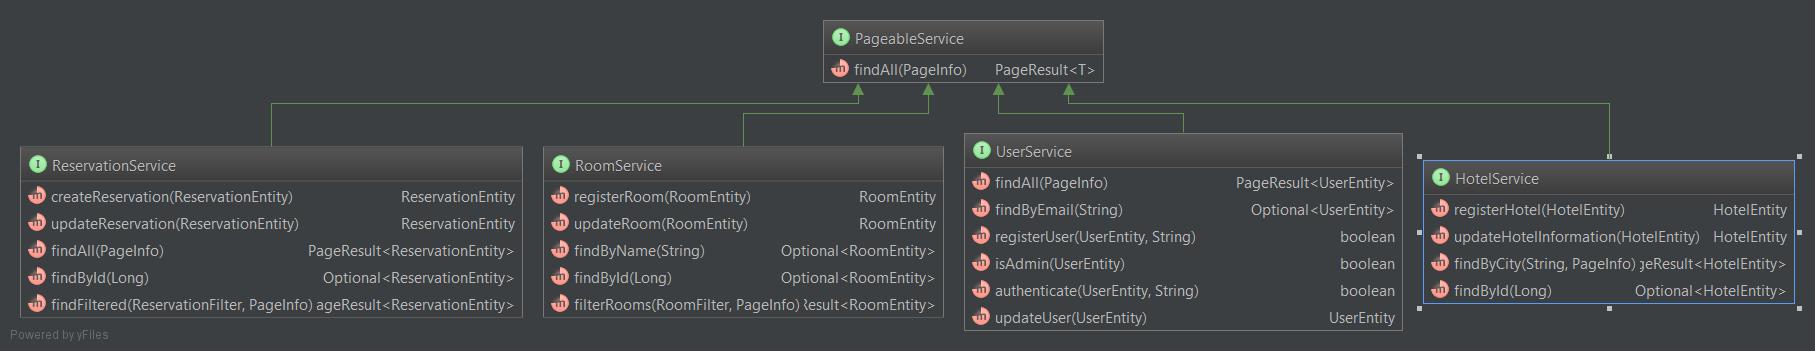 PageableService
findAll(PageInfo) PageResult<T>
ReservationService
createReservation(ReservationEntity) ReservationEntity
updateReservation(ReservationEntity) ReservationEntity
findAll(PageInfo) PageResult<ReservationEntity>
findById(Long) Optional<ReservationEntity>
findFiltered(ReservationFilter, PageInfo) ageResult<ReservationEntity>
RoomService
registerRoom(RoomEntity) RoomEntity
updateRoom(RoomEntity) RoomEntity
findByName(String) Optional<RoomEntity>
findById(Long) Optional<RoomEntity>
filterRooms(RoomFilter, PageInfo) Result<RoomEntity>
UserService
findAll(PageInfo) PageResult<UserEntity>
findByEmail(String) Optional<UserEntity>
registerUser(UserEntity, String) boolean
isAdmin(UserEntity) boolean
authenticate(UserEntity, String) boolean
updateUser(UserEntity) UserEntity
HotelService
registerHotel(HotelEntity) HotelEntity
updateHotelInformation(HotelEntity) HotelEntity
findByCity(String, PageInfo) geResult<HotelEntity>
findById(Long) Optional<HotelEntity>
Powered by yFiles